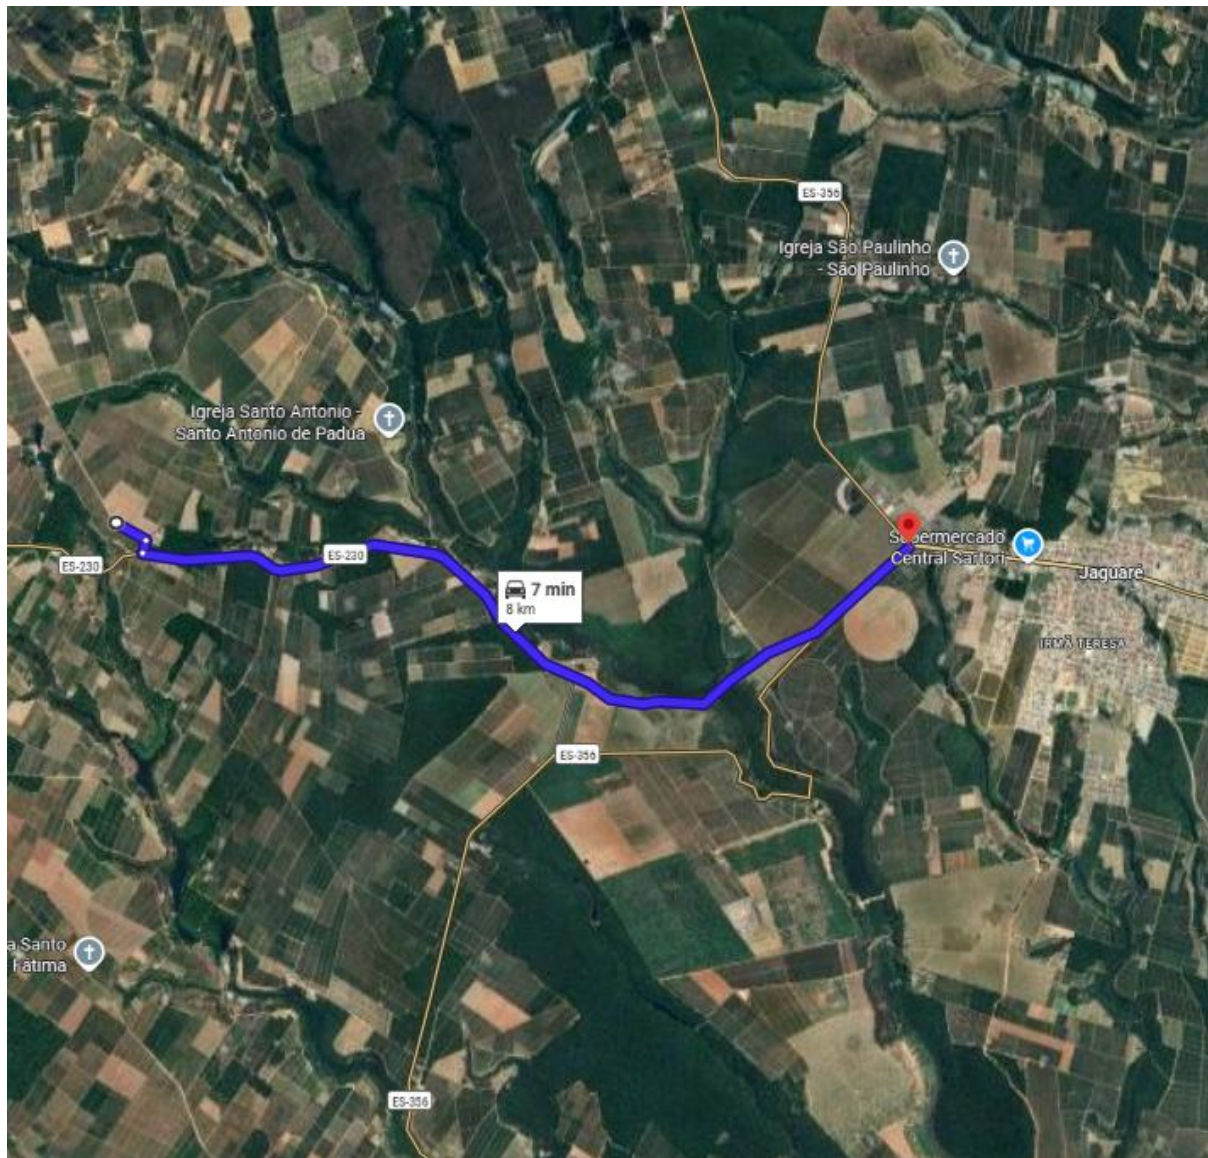 ES-356
Igreja São Paulinho
- São Paulinho
Igreja Santo Antonio -
Santo Antonio de Padua
Supermercado
Central Sartori
Jaguaré
IRMÃ TERESA
ES-230
ES-230
7 min
8 km
ES-356
a Santo
Fátima
ES-356